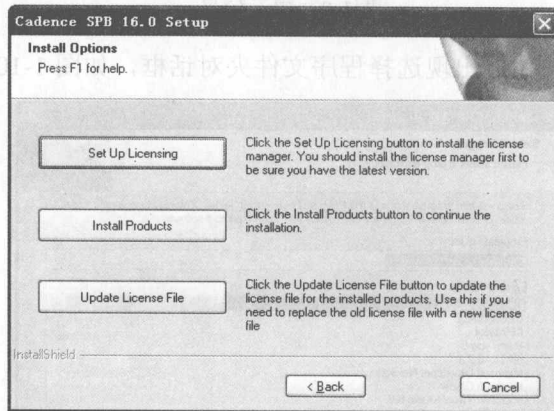 Cadence SPB 16.0 Setup
Install Options
Press F1 for help.
Set Up Licensing
Click the Set Up Licensing button to install the license
manager. You should install the license manager first to
be sure you have the latest version.
Install Products
Click the Install Products button to continue the
installation.
Update License File
Click the Update License File button to update the
license file for the installed products. Use this if you
need to replace the old license file with a new license
file
InstallShield
< Back
Cancel